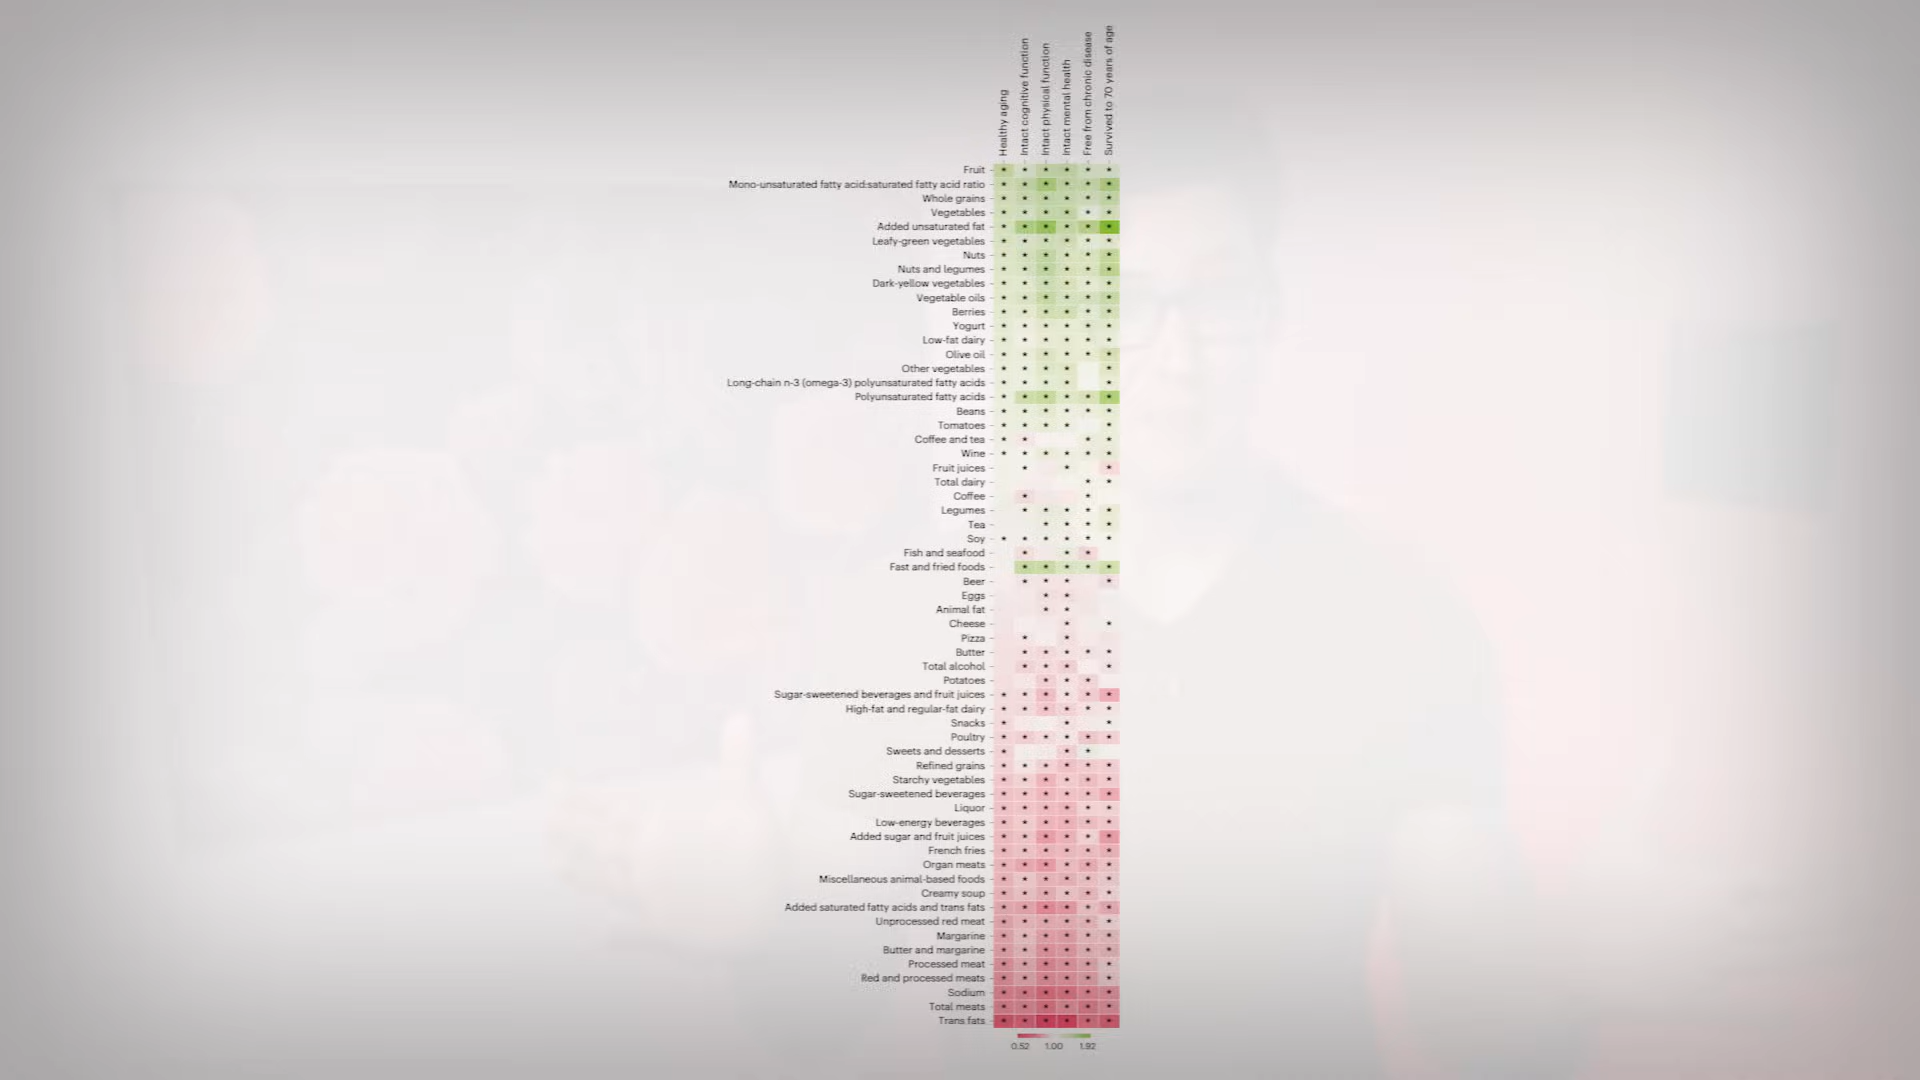 Healthy aging
Intact cognitive function
Intact physical function
Intact mental health
Free from chronic disease
Survived to 70 years of age
Fruit
Mono-unsaturated fatty acid:saturated fatty acid ratio
Whole grains
Vegetables
Added unsaturated fat
Leafy-green vegetables
Nuts
Nuts and legumes
Dark-yellow vegetables
Vegetable oils
Berries
Yogurt
Low-fat dairy
Olive oil
Other vegetables
Long-chain n-3 (omega-3) polyunsaturated fatty acids
Polyunsaturated fatty acids
Beans
Tomatoes
Coffee and tea
Wine
Fruit juices
Total dairy
Coffee
Legumes
Tea
Soy
Fish and seafood
Fast and fried foods
Beer
Eggs
Animal fat
Cheese
Pizza
Butter
Total alcohol
Potatoes
Sugar-sweetened beverages and fruit juices
High-fat and regular-fat dairy
Snacks
Poultry
Sweets and desserts
Refined grains
Starchy vegetables
Sugar-sweetened beverages
Liquor
Low-energy beverages
Added sugar and fruit juices
French fries
Organ meats
Miscellaneous animal-based foods
Creamy soup
Added saturated fatty acids and trans fats
Unprocessed red meat
Margarine
Butter and margarine
Processed meat
Red and processed meats
Sodium
Total meats
Trans fats
0.52 1.00 1.92